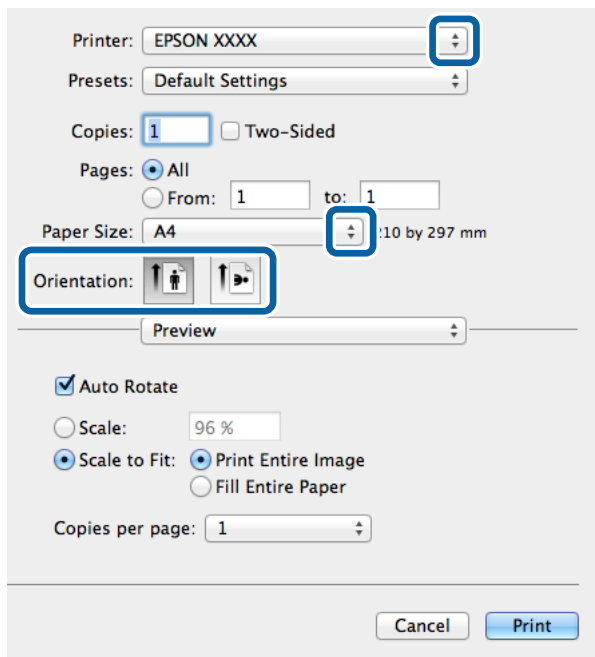 Printer: EPSON XXXX
Presets: Default Settings
Copies: 1 Two-Sided
Pages: All
From: 1 to: 1
Paper Size: A4 210 by 297 mm
Orientation:
Preview
Auto Rotate
Scale: 96 %
Scale to Fit: Print Entire Image
Fill Entire Paper
Copies per page: 1
Cancel Print